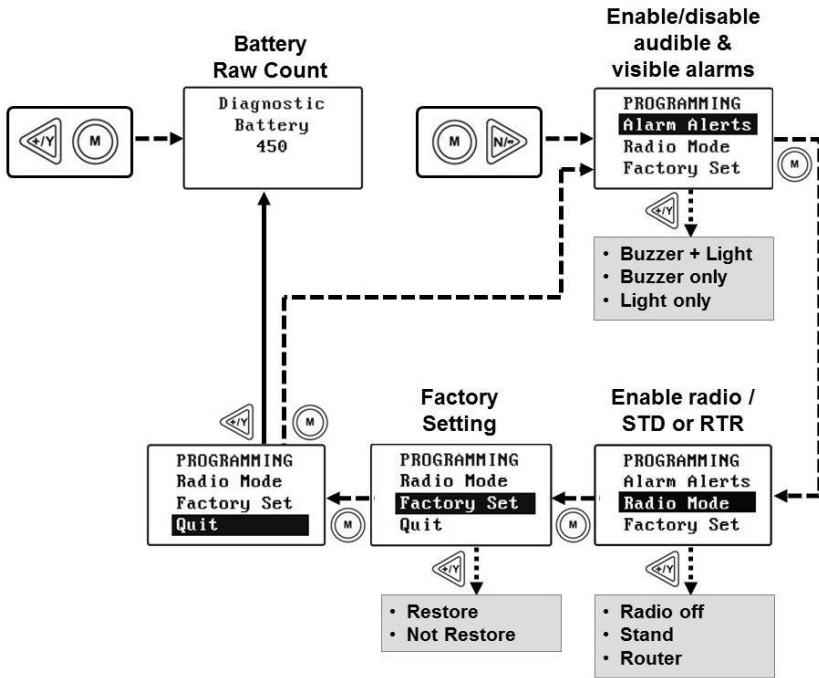 Battery
Raw Count
+/Y M
Diagnostic
Battery
450
Enable/disable
audible &
visible alarms
M N/-
PROGRAMMING
Alarm Alerts
Radio Mode
Factory Set
M
+/Y
• Buzzer + Light
• Buzzer only
• Light only
+/Y
M
PROGRAMMING
Radio Mode
Factory Set
Quit
Factory
Setting
M
PROGRAMMING
Radio Mode
Factory Set
Quit
+/Y
• Restore
• Not Restore
Enable radio /
STD or RTR
M
PROGRAMMING
Alarm Alerts
Radio Mode
Factory Set
+/Y
• Radio off
• Stand
• Router